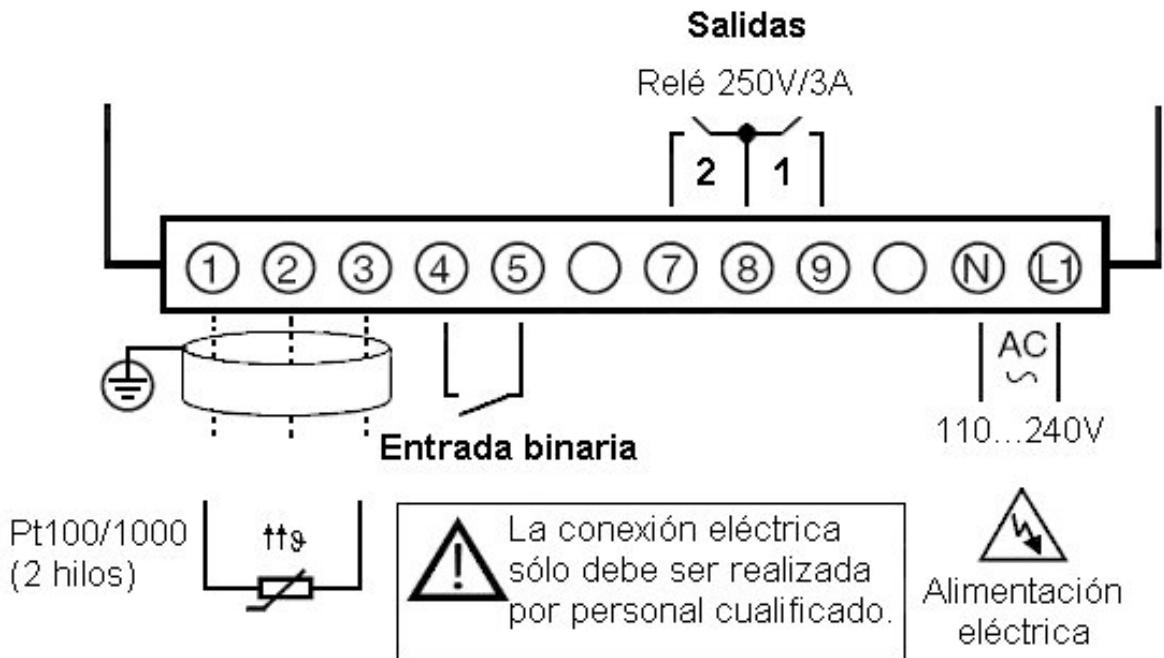 Salidas
Relé 250V/3A
2 1
1 2 3 4 5 7 8 9 N L1
AC
Entrada binaria
110...240V
Pt100/1000
(2 hilos)
ϑ
La conexión eléctrica
sólo debe ser realizada
por personal cualificado.
Alimentación
eléctrica